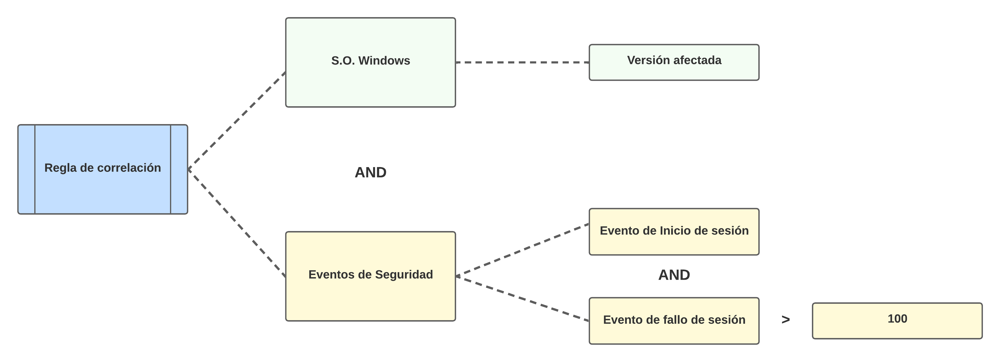 S.O. Windows
Versión afectada
Regla de correlación
AND
Evento de Inicio de sesión
Eventos de Seguridad
AND
Evento de fallo de sesión
>
100